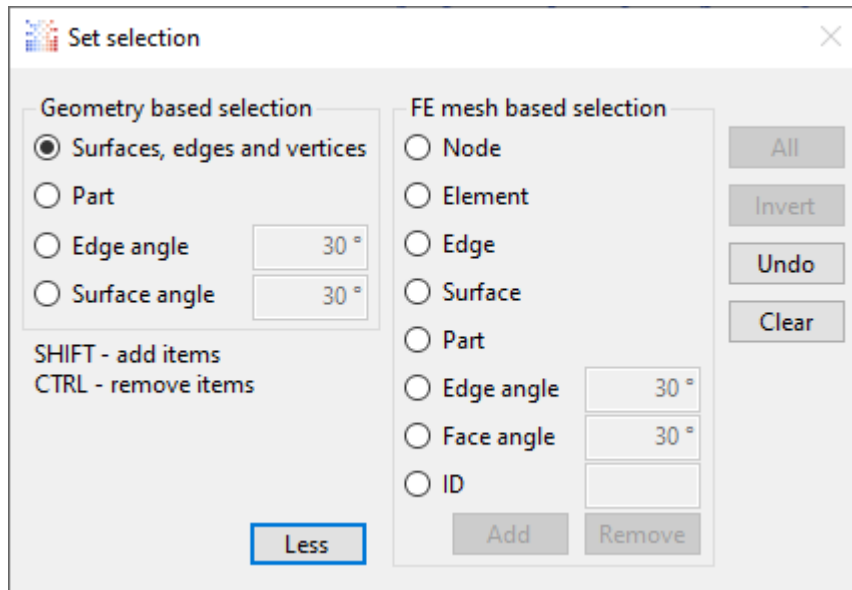 Set selection
Geometry based selection
Surfaces, edges and vertices
Part
Edge angle 30 °
Surface angle 30 °
SHIFT - add items
CTRL - remove items
Less
FE mesh based selection
Node
Element
Edge
Surface
Part
Edge angle 30 °
Face angle 30 °
ID
Add Remove
All
Invert
Undo
Clear